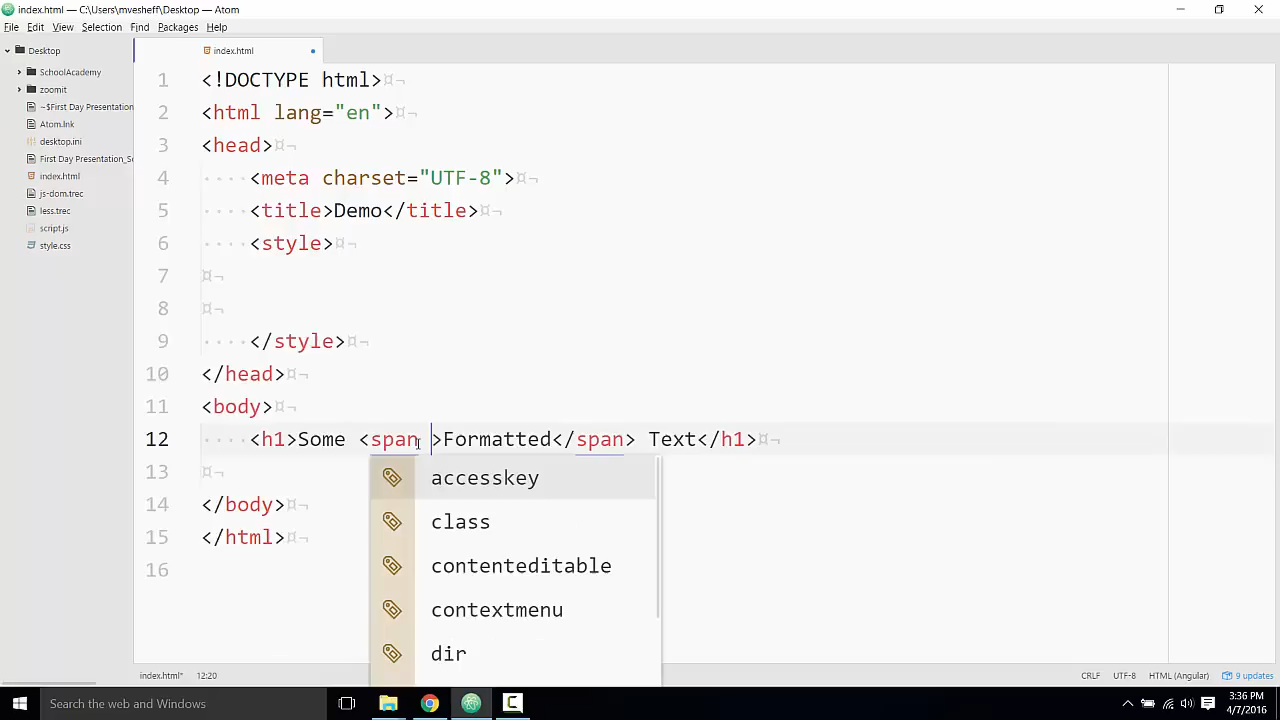 index.html — C:\Users\mvesheff\Desktop — Atom
File Edit View Selection Find Packages Help
Desktop
SchoolAcademy
zoomit
~$First Day Presentation
Atom.lnk
desktop.ini
First Day Presentation_S
index.html
js-dom.trec
less.trec
script.js
style.css
index.html
1 <!DOCTYPE html>¤¬
2 <html lang="en">¤¬
3 <head>¤¬
4 ····<meta charset="UTF-8">¤¬
5 ····<title>Demo</title>¤¬
6 ····<style>¤¬
7 ¤¬
8 ¤¬
9 ····</style>¤¬
10 </head>¤¬
11 <body>¤¬
12 ····<h1>Some <span >Formatted</span> Text</h1>¤¬
13 ¤¬
14 </body>¤¬
15 </html>¤¬
16
accesskey
class
contenteditable
contextmenu
dir
index.html* 12:20 CRLF UTF-8 HTML (Angular) 9 updates
Search the web and Windows
3:36 PM
4/7/2016